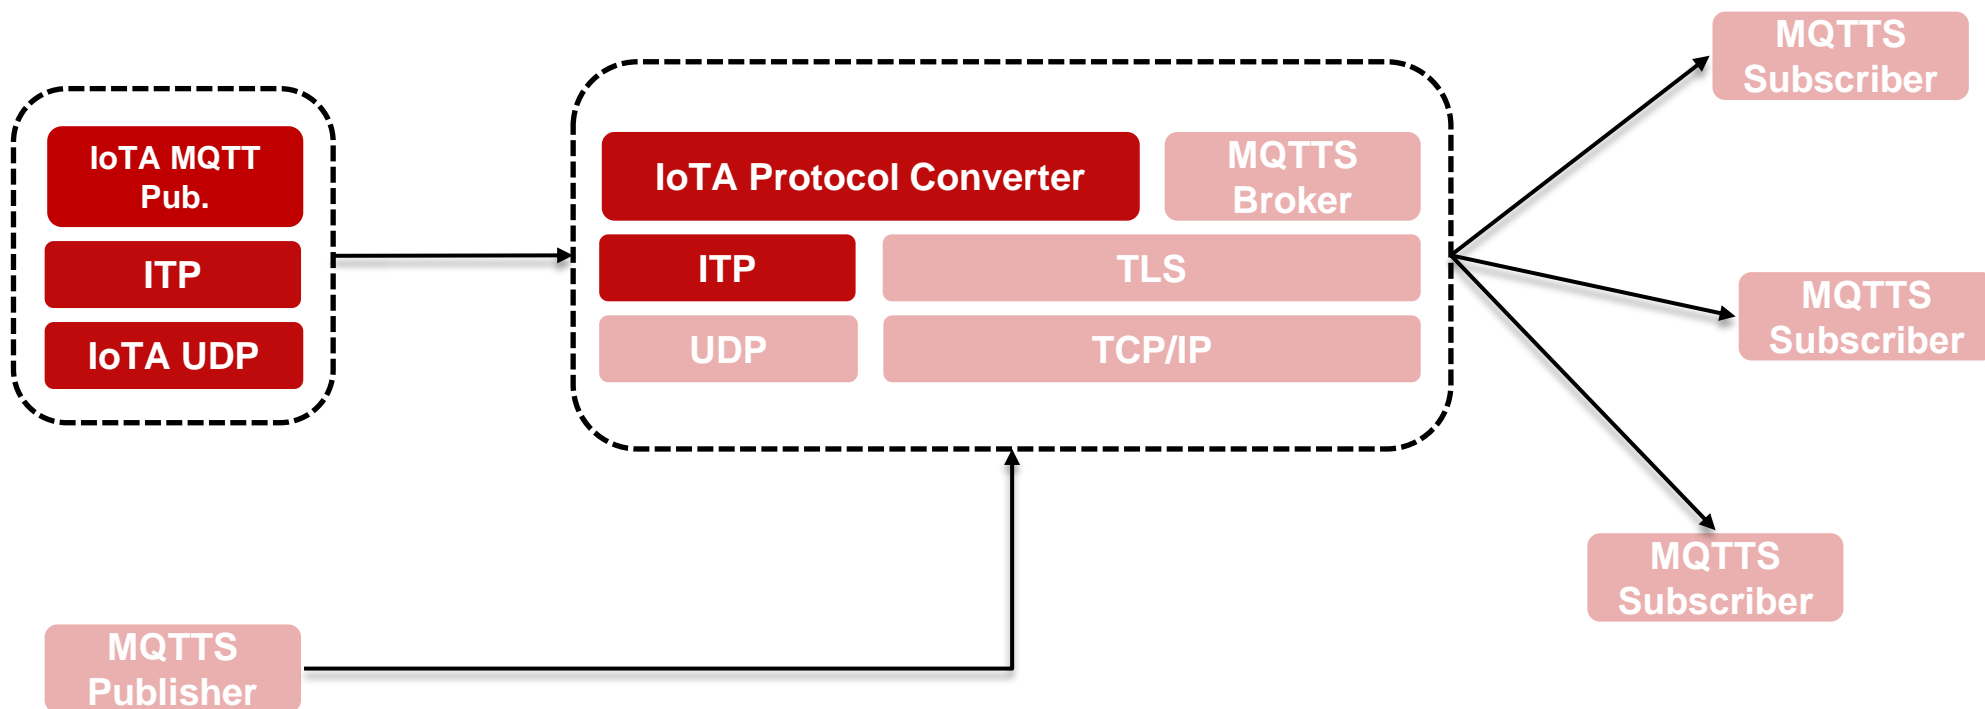 IoTA MQTT
Pub.
ITP
IoTA UDP
IoTA Protocol Converter
MQTTS
Broker
ITP
TLS
UDP
TCP/IP
MQTTS
Subscriber
MQTTS
Subscriber
MQTTS
Subscriber
MQTTS
Publisher